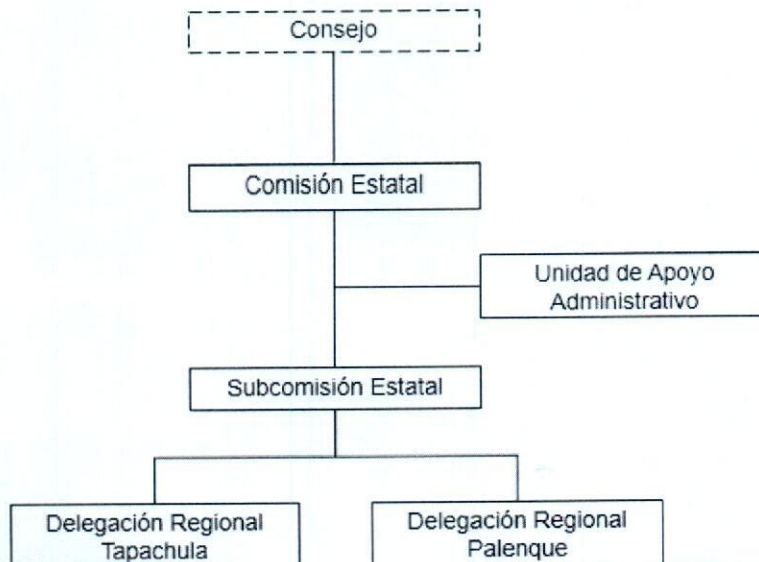 Consejo
Comisión Estatal
Unidad de Apoyo
Administrativo
Subcomisión Estatal
Delegación Regional
Tapachula
Delegación Regional
Palenque